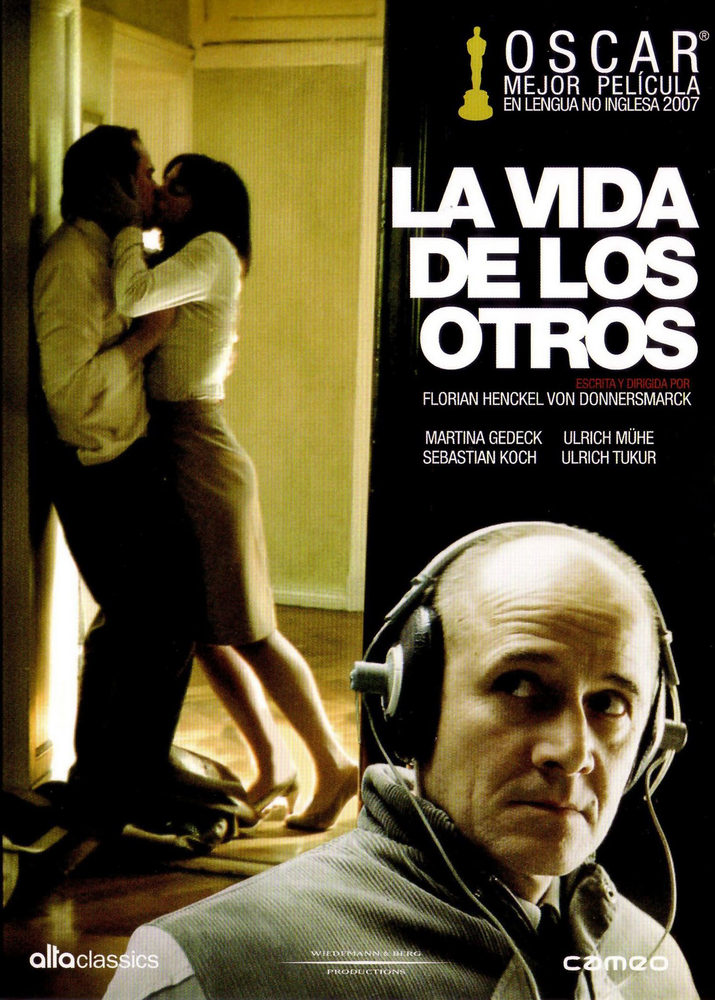 OSCAR®
MEJOR PELÍCULA
EN LENGUA NO INGLESA 2007
LA VIDA
DE LOS
OTROS
ESCRITA Y DIRIGIDA POR
FLORIAN HENCKEL VON DONNERSMARCK
MARTINA GEDECK ULRICH MÜHE
SEBASTIAN KOCH ULRICH TUKUR
altaclassics
WIEDEMANN & BERG
PRODUCTIONS
cameo